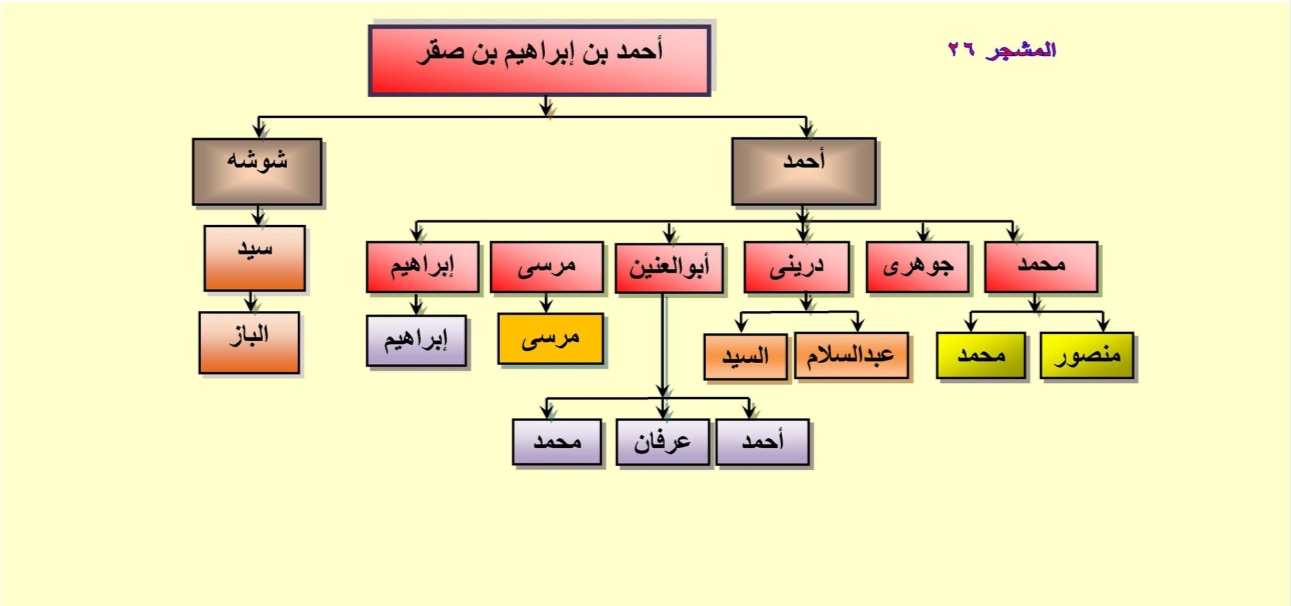 المشجر ٢٦
أحمد بن إبراهيم بن صقر
أحمد
شوشه
محمد
جوهرى
درينى
أبوالعنين
مرسى
إبراهيم
سيد
منصور
محمد
عبدالسلام
السيد
مرسى
إبراهيم
الباز
أحمد
عرفان
محمد